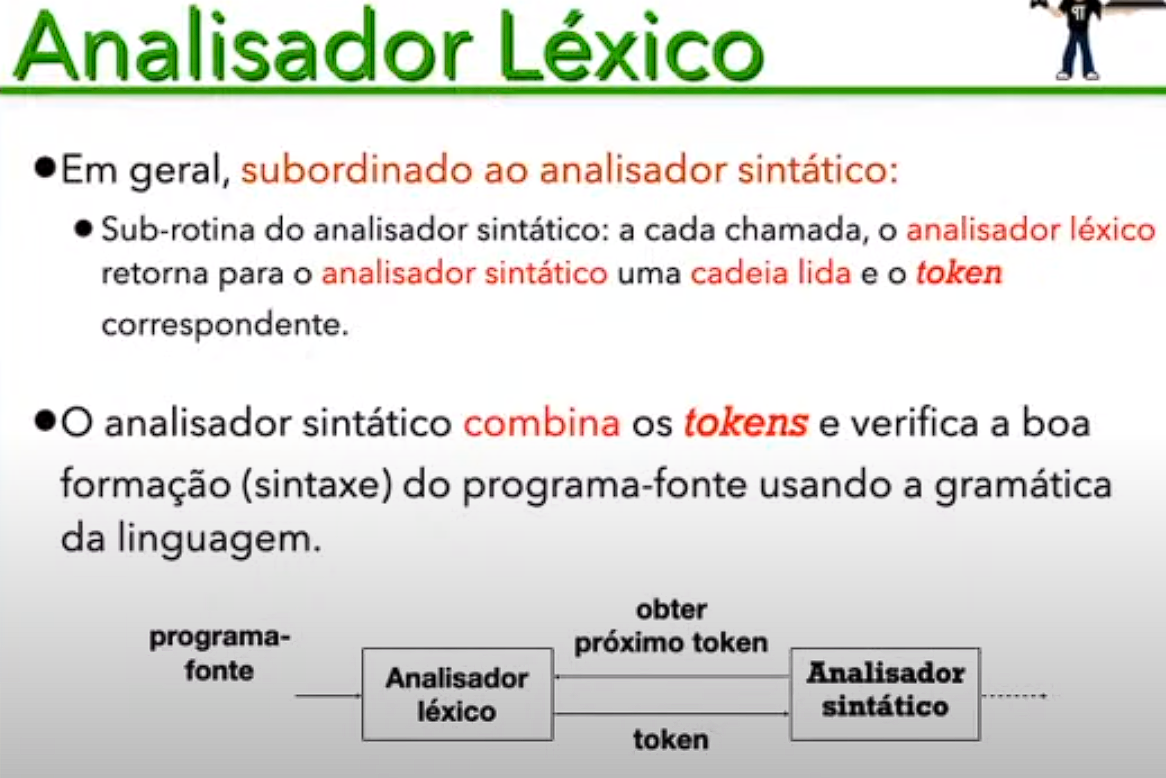 Analisador Léxico
●Em geral, subordinado ao analisador sintático:
● Sub-rotina do analisador sintático: a cada chamada, o analisador léxico
retorna para o analisador sintático uma cadeia lida e o token
correspondente.
●O analisador sintático combina os tokens e verifica a boa
formação (sintaxe) do programa-fonte usando a gramática
da linguagem.
programa-
fonte
Analisador
léxico
obter
próximo token
token
Analisador
sintático